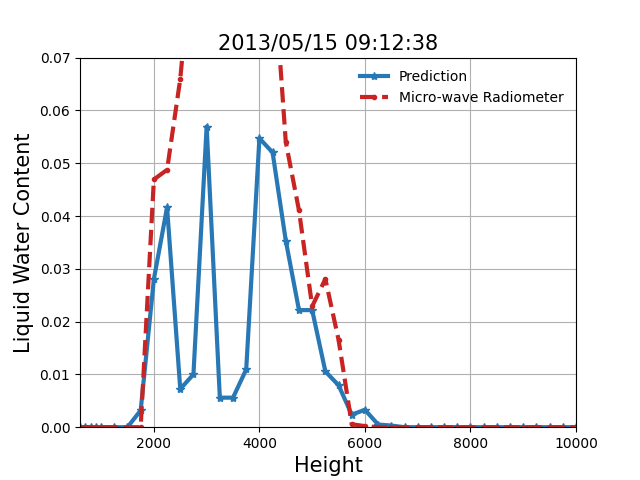 2013/05/15 09:12:38
Prediction
Micro-wave Radiometer
0.07
0.06
0.05
0.04
0.03
0.02
0.01
0.00
Liquid Water Content
2000 4000 6000 8000 10000
Height